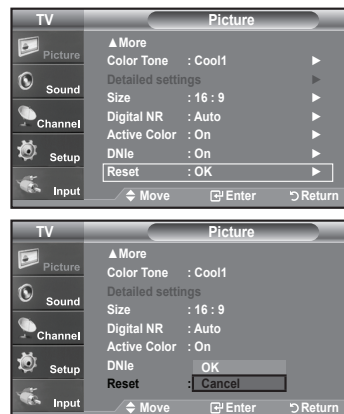 TV Picture
▲More
Picture
Color Tone : Cool1 ▶
Detailed settings ▶
Sound
Size : 16 : 9 ▶
Digital NR : Auto ▶
Channel
Active Color : On ▶
Setup
DNIe : On ▶
Reset : OK ▶
Input
Move Enter Return
TV Picture
▲More
Picture
Color Tone : Cool1
Detailed settings
Sound
Size : 16 : 9
Digital NR : Auto
Channel
Active Color : On
Setup
DNIe OK
Reset : Cancel
Input
Move Enter Return